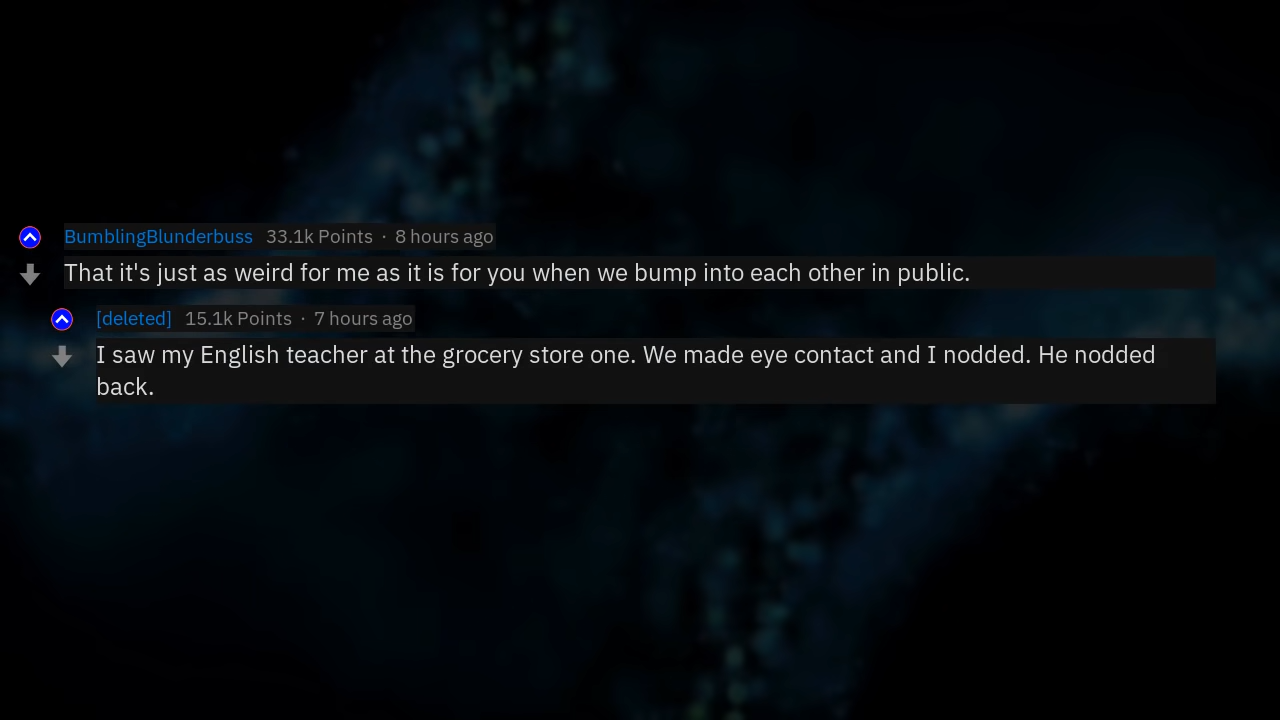 BumblingBlunderbuss 33.1k Points · 8 hours ago
That it's just as weird for me as it is for you when we bump into each other in public.
[deleted] 15.1k Points · 7 hours ago
I saw my English teacher at the grocery store one. We made eye contact and I nodded. He nodded
back.